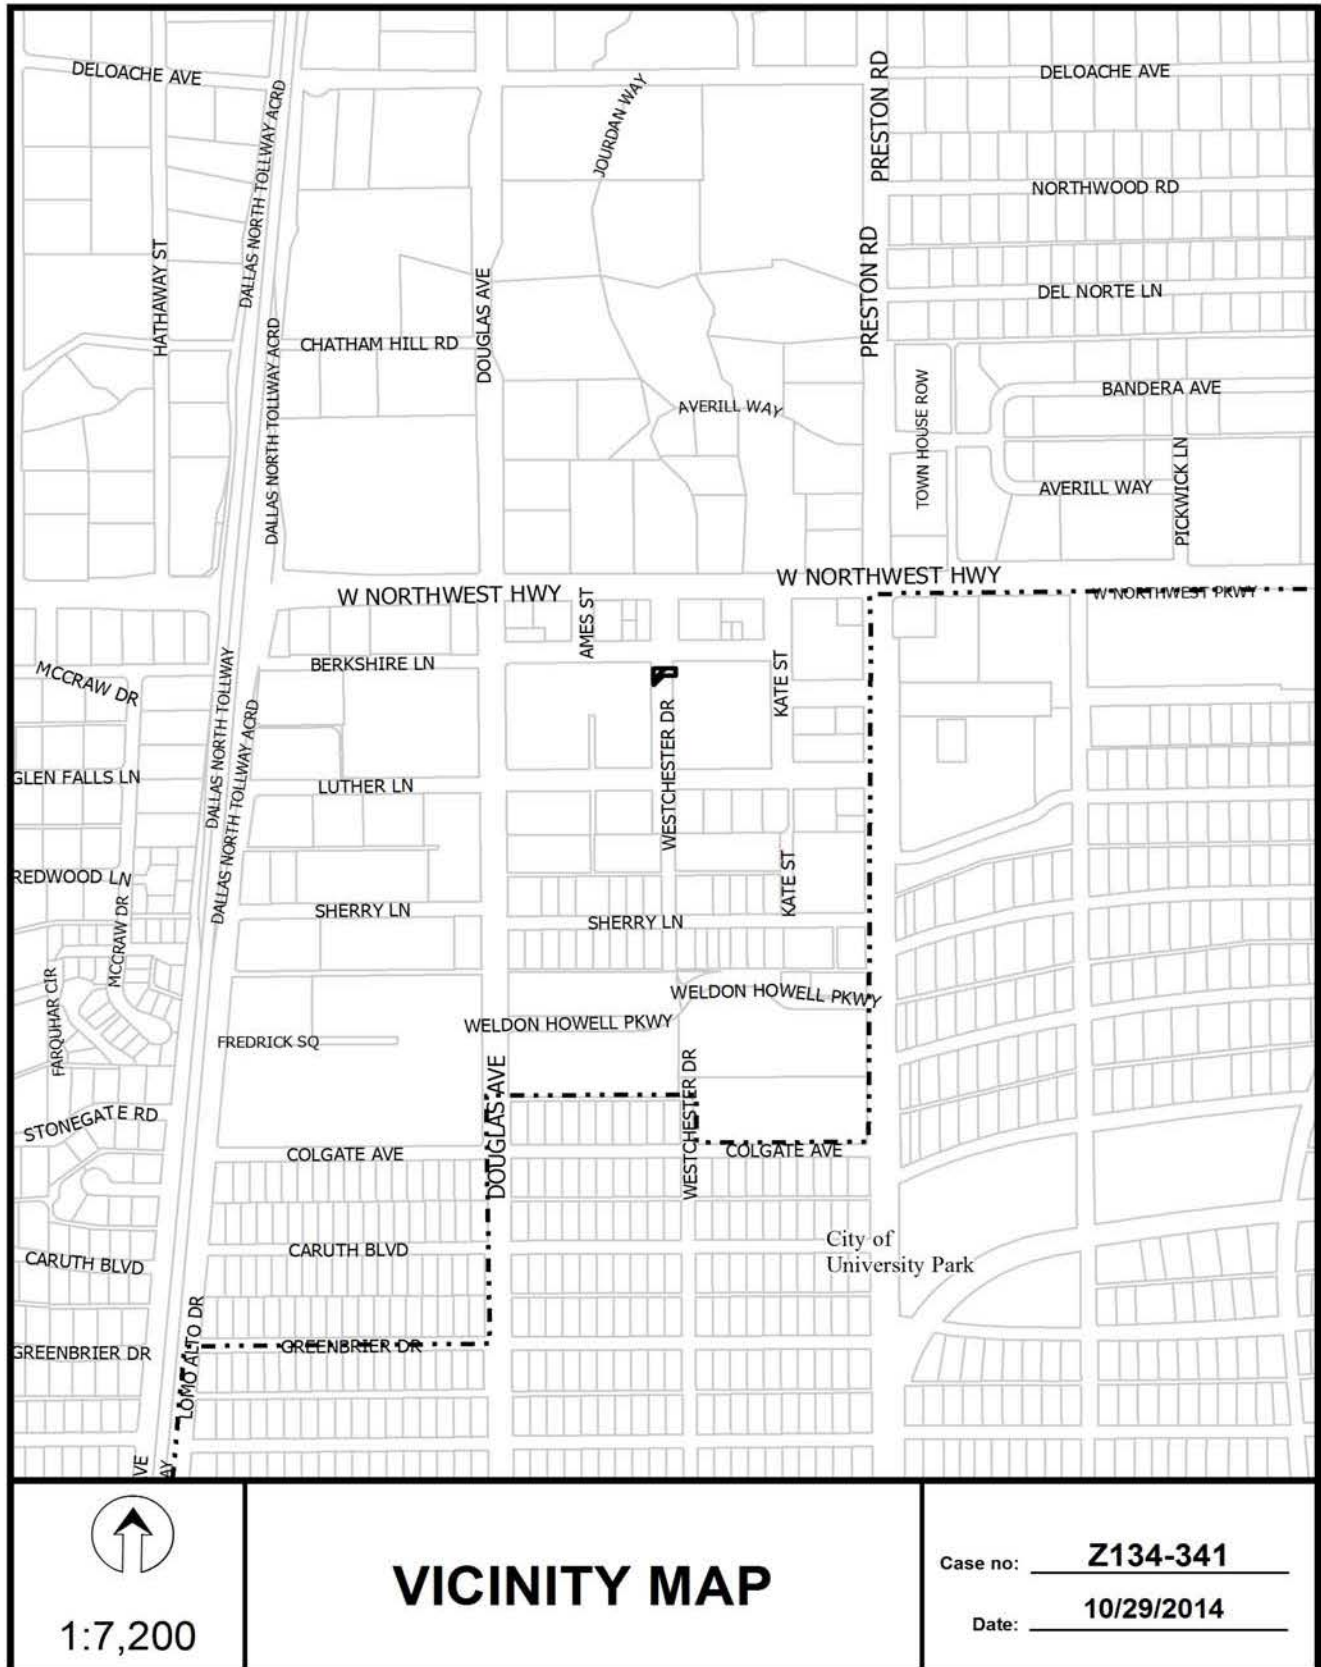 DELOACHE AVE
DALLAS NORTH TOLLWAY ACRD
JOURDAN WAY
PRESTON RD
DELOACHE AVE
NORTHWOOD RD
HATHAWAY ST
DOUGLAS AVE
PRESTON RD
DEL NORTE LN
DALLAS NORTH TOLLWAY ACRD
CHATHAM HILL RD
TOWN HOUSE ROW
BANDERA AVE
AVERILL WAY
AVERILL WAY
PICKWICK LN
W NORTHWEST HWY
W NORTHWEST HWY
W NORTHWEST PKWY
AMES ST
BERKSHIRE LN
MCCRAW DR
DALLAS NORTH TOLLWAY
DALLAS NORTH TOLLWAY ACRD
KATE ST
WESTCHESTER DR
GLEN FALLS LN
LUTHER LN
REDWOOD LN
KATE ST
MCCRAW DR
SHERRY LN
SHERRY LN
FARQUHAR CIR
WELDON HOWELL PKWY
WELDON HOWELL PKWY
FREDRICK SQ
DOUGLAS AVE
WESTCHESTER DR
STONEGATE RD
COLGATE AVE
COLGATE AVE
City of
University Park
CARUTH BLVD
CARUTH BLVD
LOMO ALTO DR
GREENBRIER DR
GREENBRIER DR
VE
AY
1:7,200
VICINITY MAP
Case no: Z134-341
Date: 10/29/2014